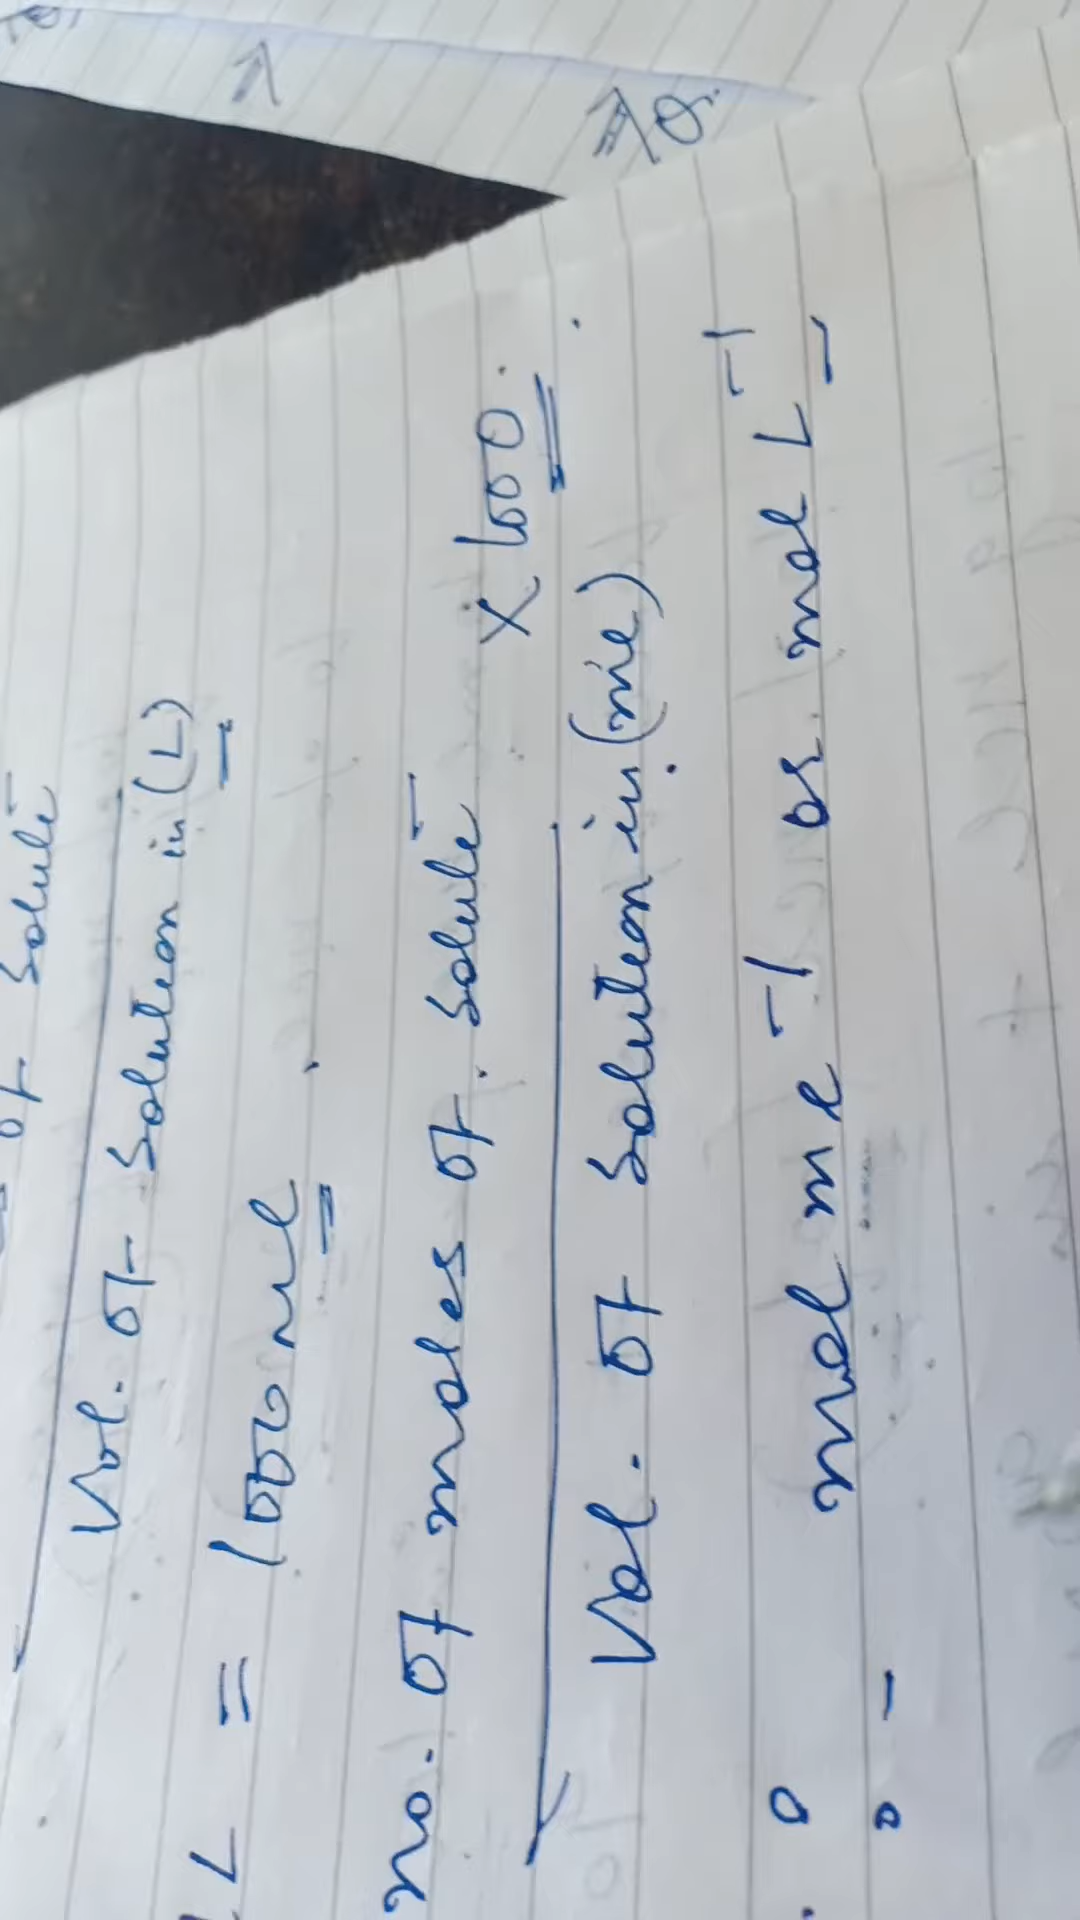 of solute
Vol. of solution in (L)
L = 1000 ml
no. of moles of solute × 1000
Vol. of solution in (ml)
mol ml⁻¹ or mol L⁻¹